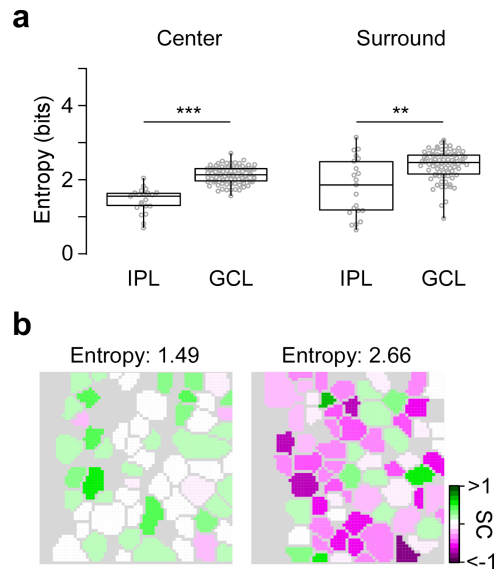 a
Center Surround
Entropy (bits)
4
2
0
***
**
IPL GCL IPL GCL
b
Entropy: 1.49 Entropy: 2.66
>1
SC
<-1